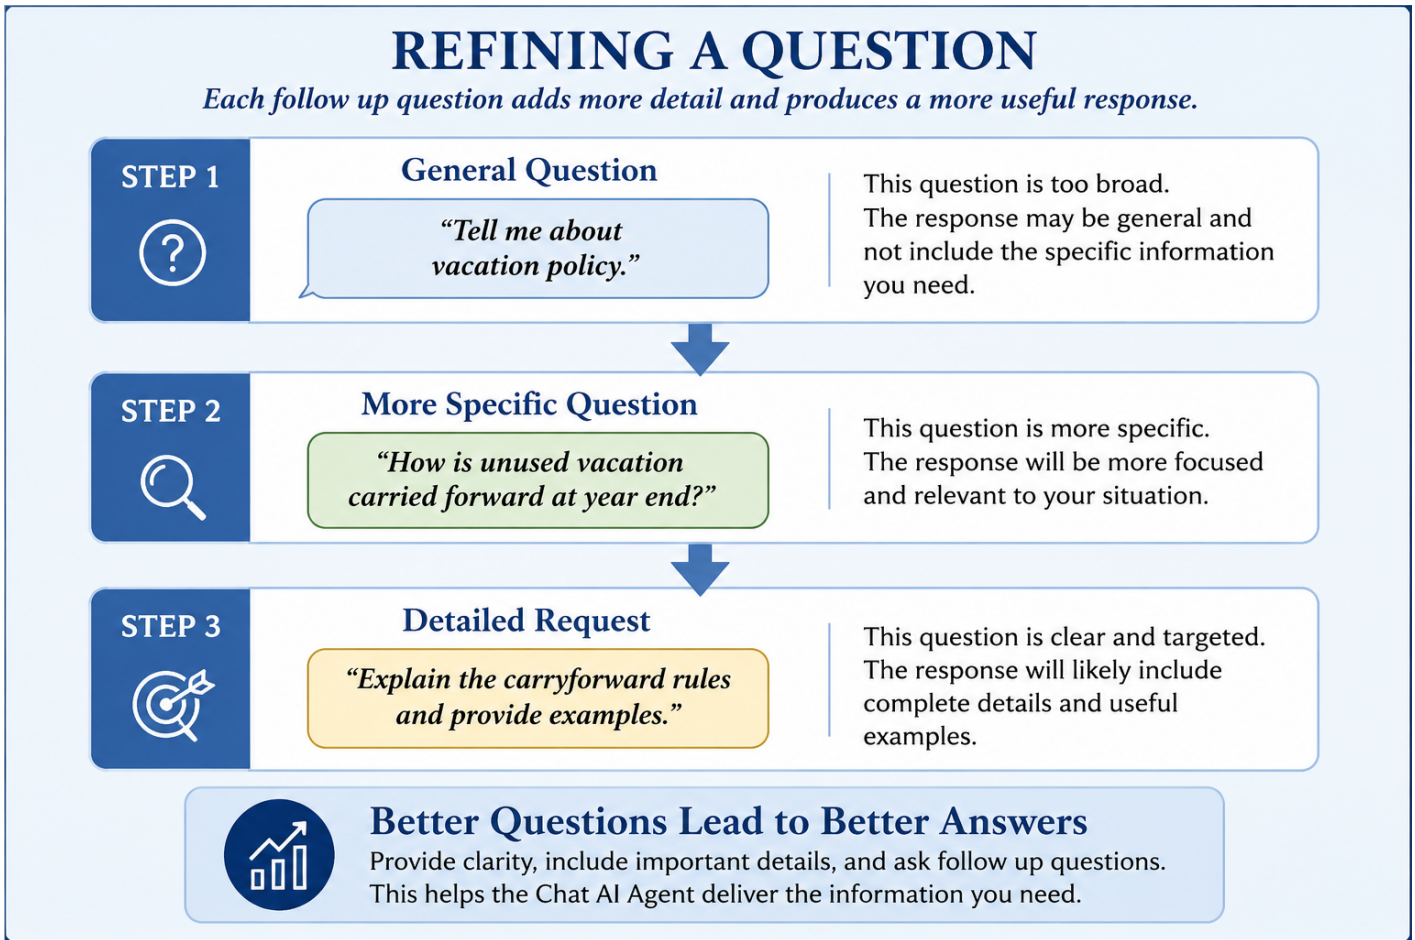 REFINING A QUESTION
Each follow up question adds more detail and produces a more useful response.
STEP 1
General Question
“Tell me about
vacation policy.”
This question is too broad.
The response may be general and
not include the specific information
you need.
STEP 2
More Specific Question
“How is unused vacation
carried forward at year end?”
This question is more specific.
The response will be more focused
and relevant to your situation.
STEP 3
Detailed Request
“Explain the carryforward rules
and provide examples.”
This question is clear and targeted.
The response will likely include
complete details and useful
examples.
Better Questions Lead to Better Answers
Provide clarity, include important details, and ask follow up questions.
This helps the Chat AI Agent deliver the information you need.